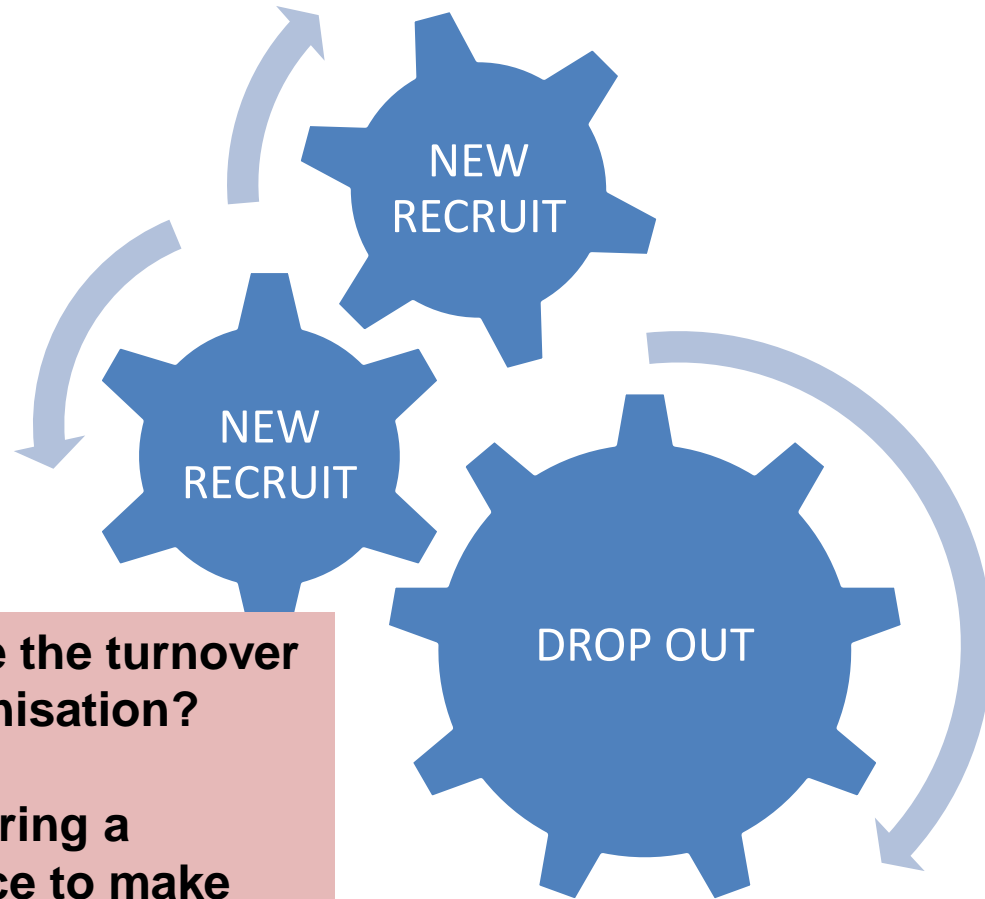 NEW
RECRUIT
NEW
RECRUIT
DROP OUT
the turnover
nisation?
ring a
ce to make